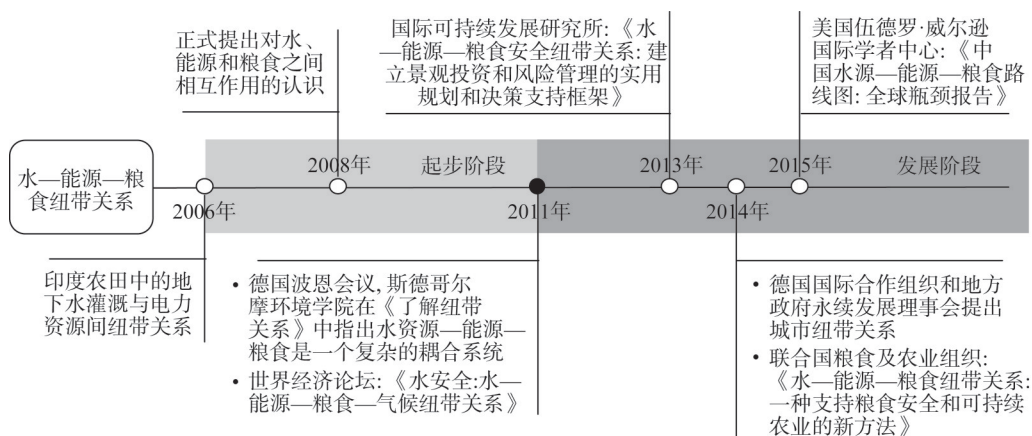 正式提出对水、
能源和粮食之间
相互作用的认识
国际可持续发展研究所:《水
—能源—粮食安全纽带关系: 建
立景观投资和风险管理的实用
规划和决策支持框架》
美国伍德罗·威尔逊
国际学者中心:《中
国水源—能源—粮食路
线图: 全球瓶颈报告》
水—能源—粮
食纽带关系
2008年
起步阶段
2013年
2015年
发展阶段
2006年
2011年
2014年
印度农田中的地
下水灌溉与电力
资源间纽带关系
• 德国波恩会议, 斯德哥尔
摩环境学院在《了解纽带
关系》中指出水资源—能源—
粮食是一个复杂的耦合系统
• 世界经济论坛:《水安全:水—
能源—粮食—气候纽带关系》
• 德国国际合作组织和地方
政府永续发展理事会提出
城市纽带关系
• 联合国粮食及农业组织:
《水—能源—粮食纽带关系:
一种支持粮食安全和可持续
农业的新方法》